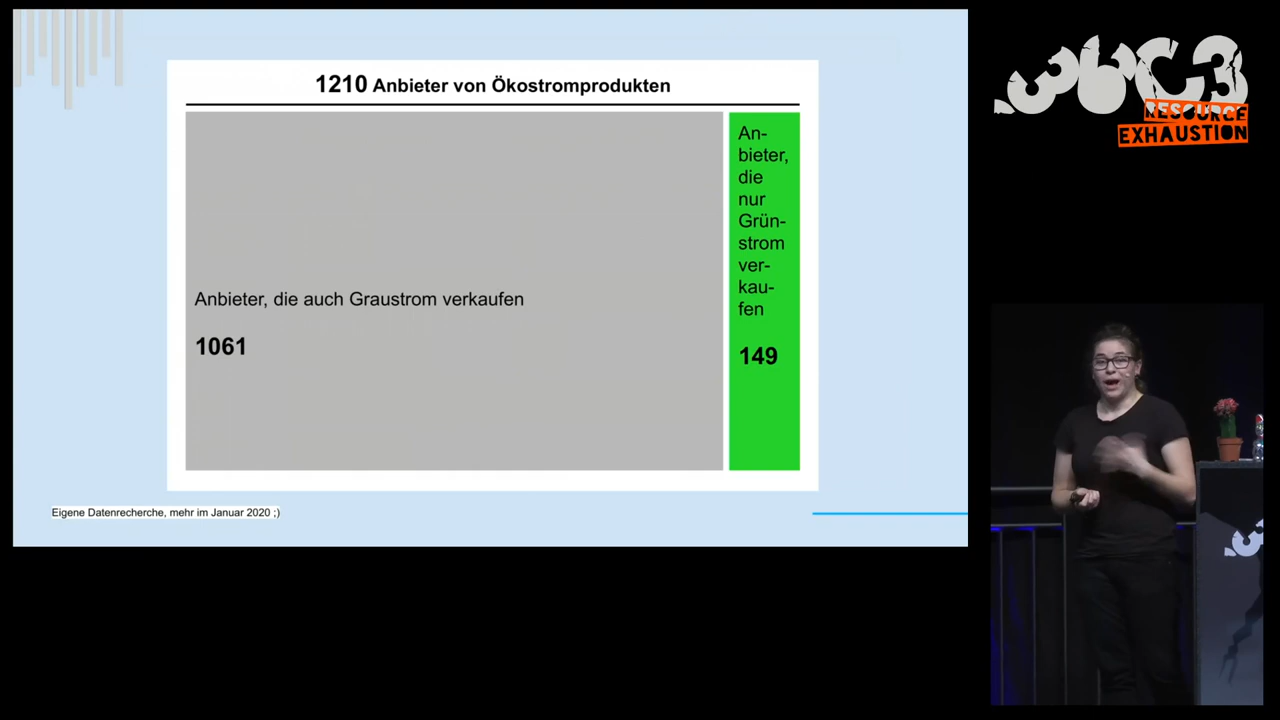 1210 Anbieter von Ökostromprodukten
Anbieter, die auch Graustrom verkaufen
1061
An-
bieter,
die
nur
Grün-
strom
ver-
kau-
fen
149
Eigene Datenrecherche, mehr im Januar 2020 ;)
36C3
RESOURCE
EXHAUSTION